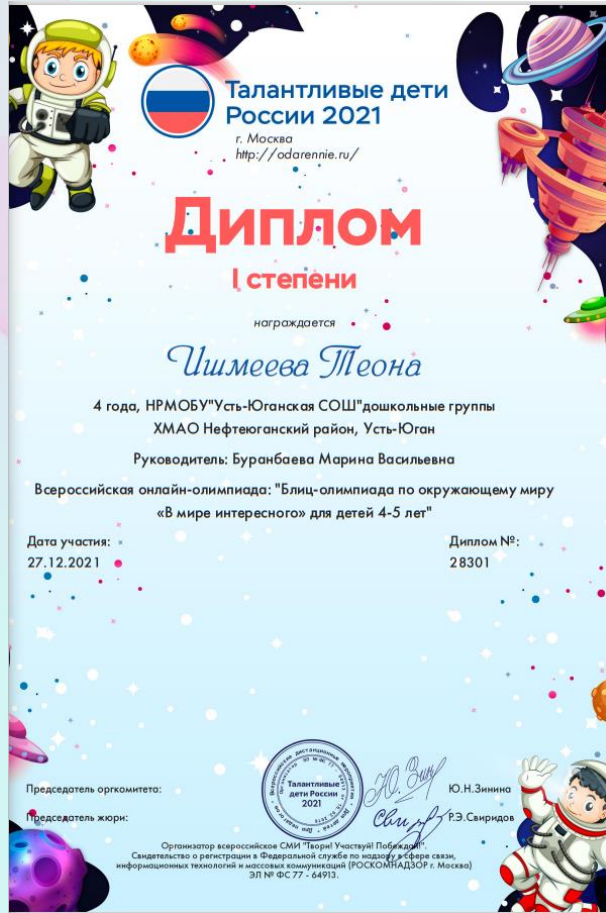 Талантливые дети
России 2021
г. Москва
http://odarennie.ru/
Диплом
I степени
награждается
Ишмеева Теона
4 года, НРМОБУ"Усть-Юганская СОШ"дошкольные группы
ХМАО Нефтеюганский район, Усть-Юган
Руководитель: Буранбаева Марина Васильевна
Всероссийская онлайн-олимпиада: "Блиц-олимпиада по окружающему миру
«В мире интересного» для детей 4-5 лет"
Дата участия:
Диплом №:
27.12.2021
28301
Талантливые
дети России
2021
Председатель оргкомитета:
Ю.Н.Зинина
Председатель жюри:
Р.Э.Свиридов
Организатор всероссийское СМИ "Твори! Участвуй! Побеждай!".
Свидетельство о регистрации в Федеральной службе по надзору в сфере связи,
информационных технологий и массовых коммуникаций (РОСКОМНАДЗОР г. Москва)
ЭЛ № ФС 77 - 64913.